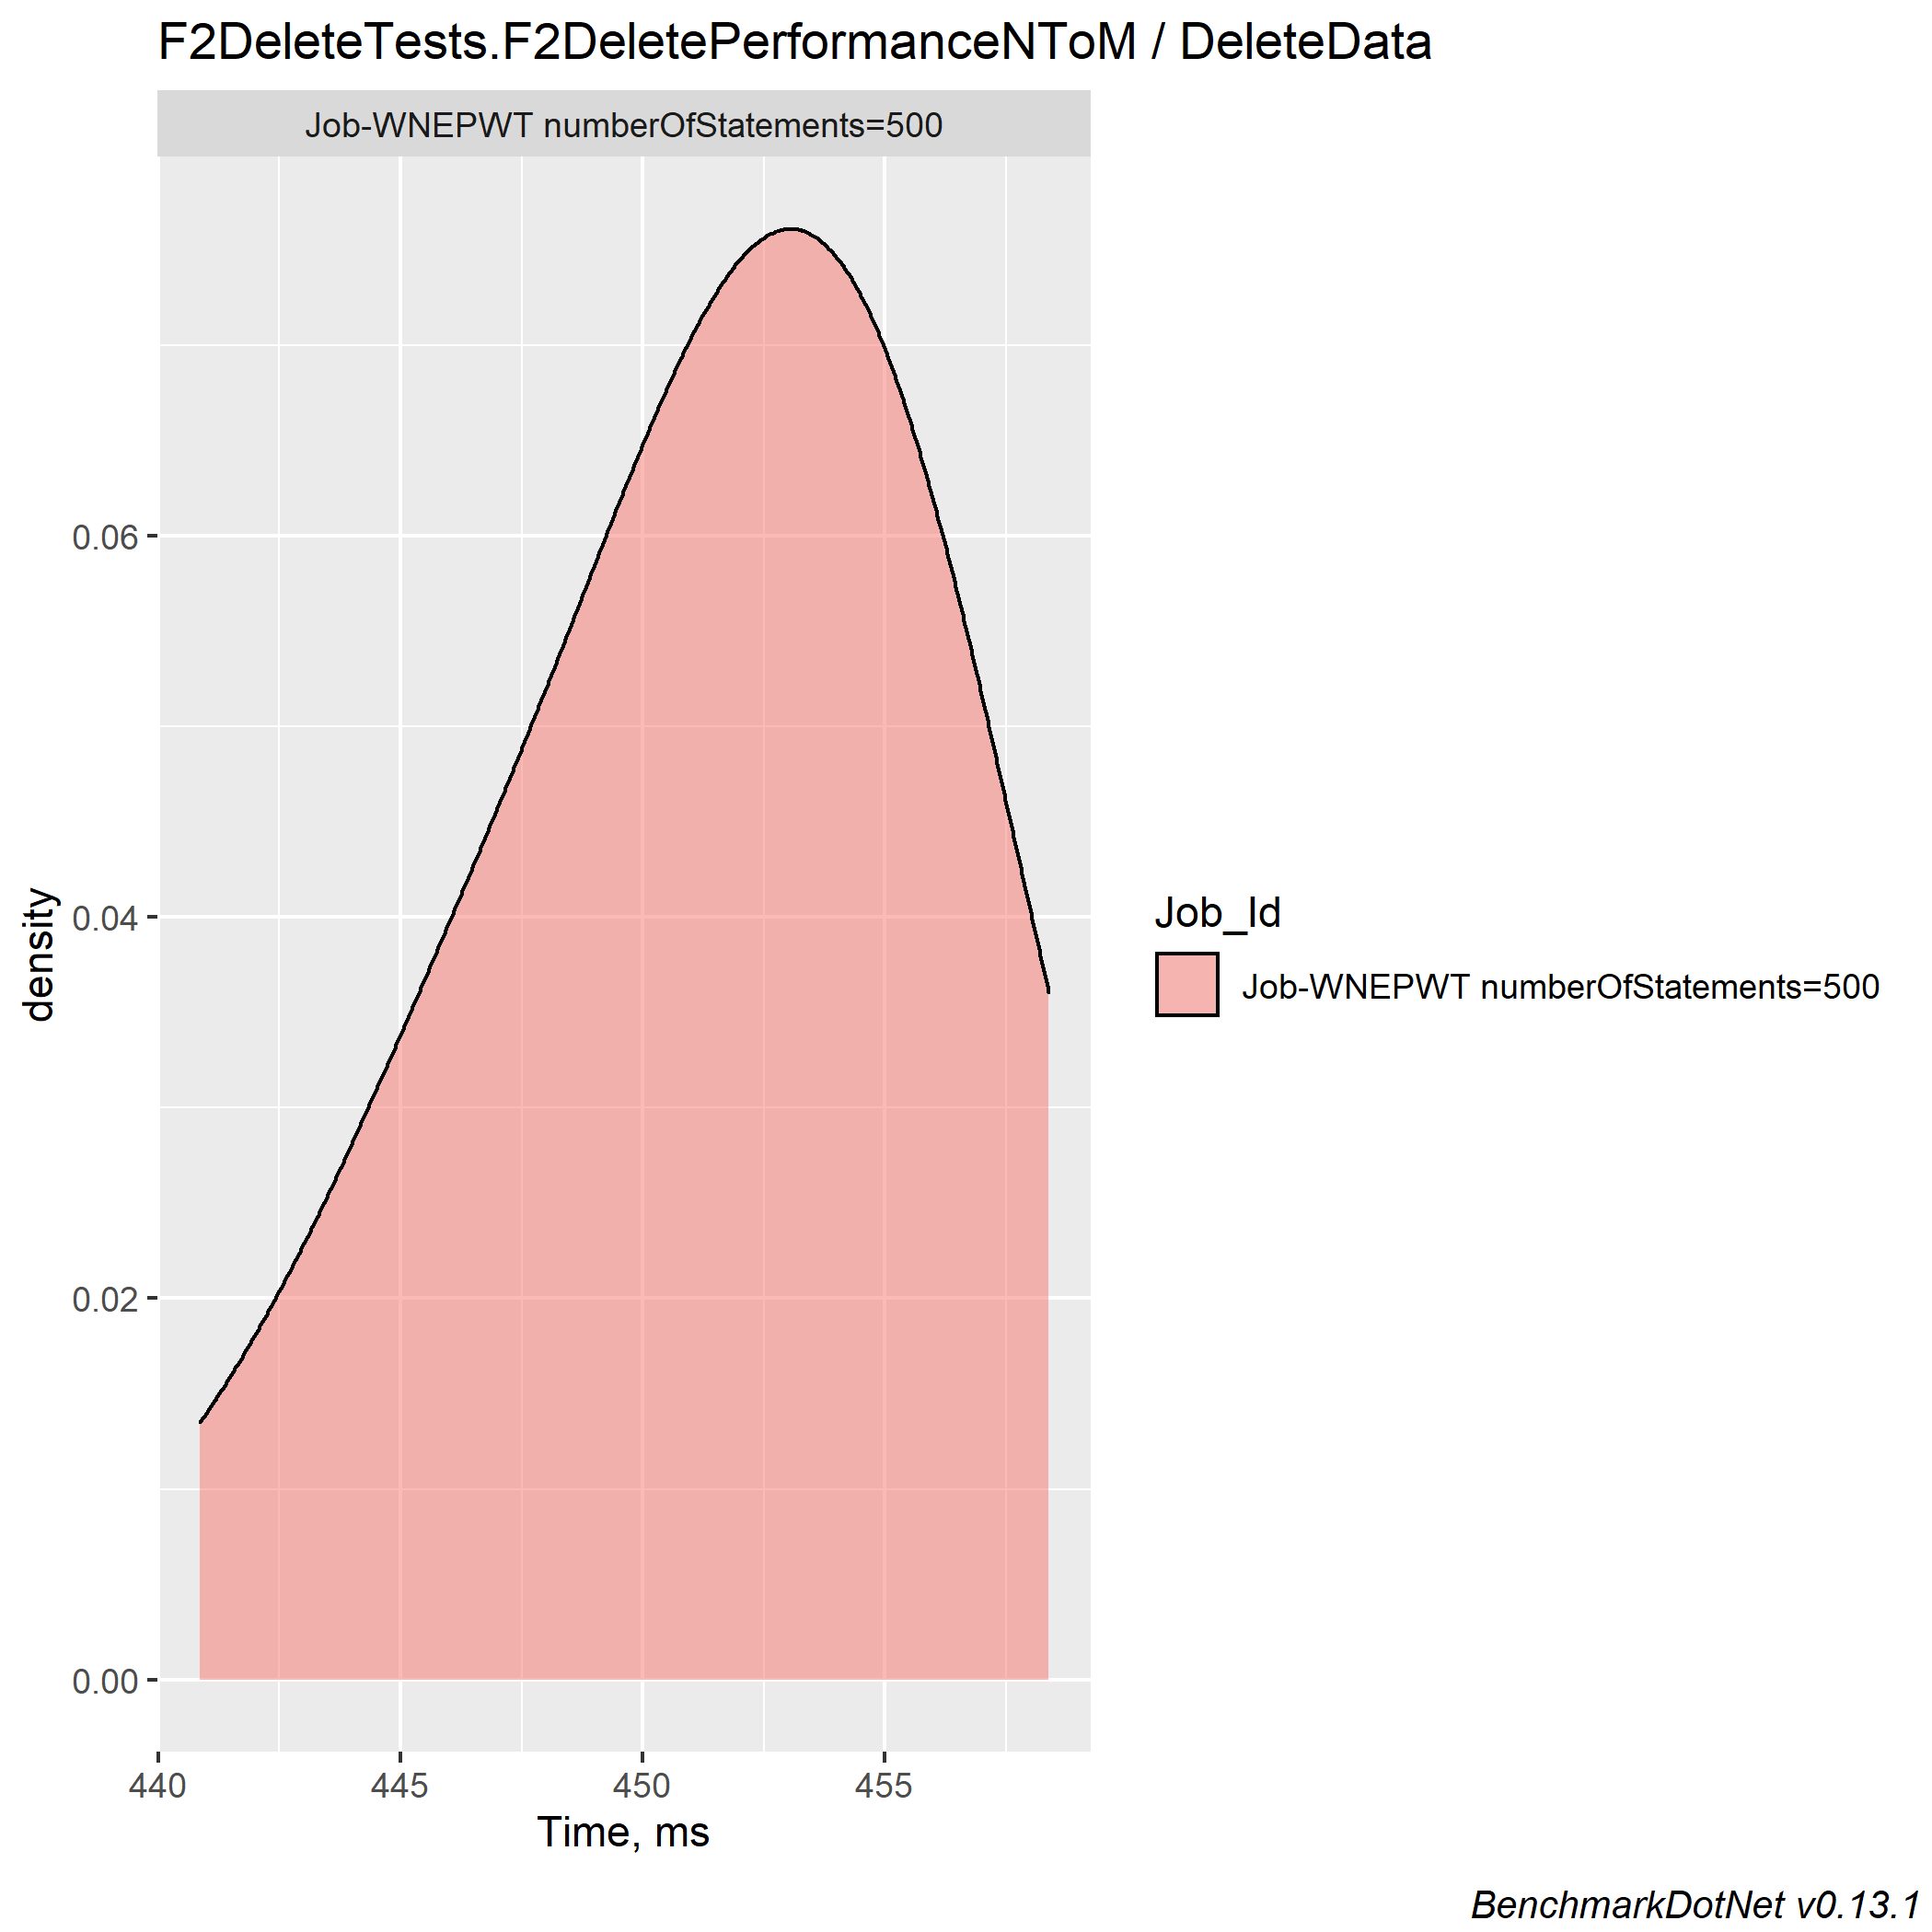 F2DeleteTests.F2DeletePerformanceNToM / DeleteData
Job-WNEPWT numberOfStatements=500
density
0.06
0.04
0.02
0.00
440 445 450 455
Time, ms
Job_Id
Job-WNEPWT numberOfStatements=500
BenchmarkDotNet v0.13.1